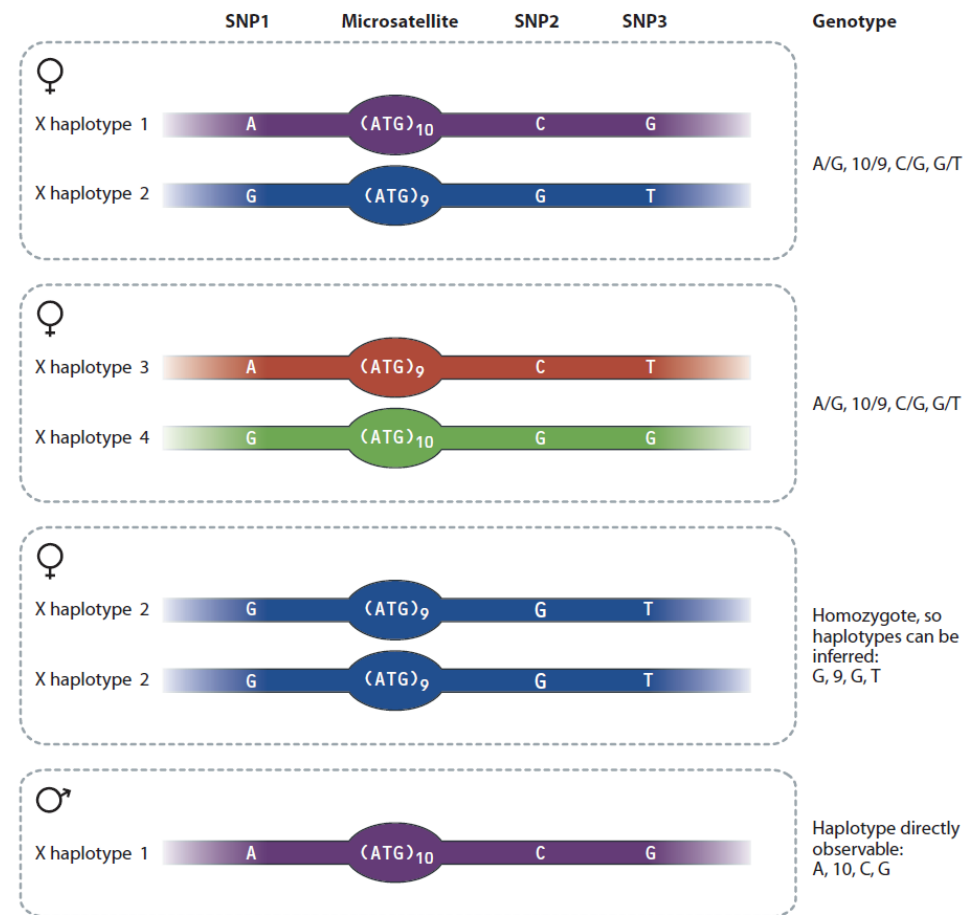 SNP1 Microsatellite SNP2 SNP3 Genotype
X haplotype 1 A (ATG)10 C G
A/G, 10/9, C/G, G/T
X haplotype 2 G (ATG)9 G T
X haplotype 3 A (ATG)9 C T
A/G, 10/9, C/G, G/T
X haplotype 4 G (ATG)10 G G
X haplotype 2 G (ATG)9 G T
Homozygote, so
haplotypes can be
inferred:
G, 9, G, T
X haplotype 2 G (ATG)9 G T
X haplotype 1 A (ATG)10 C G
Haplotype directly
observable:
A, 10, C, G